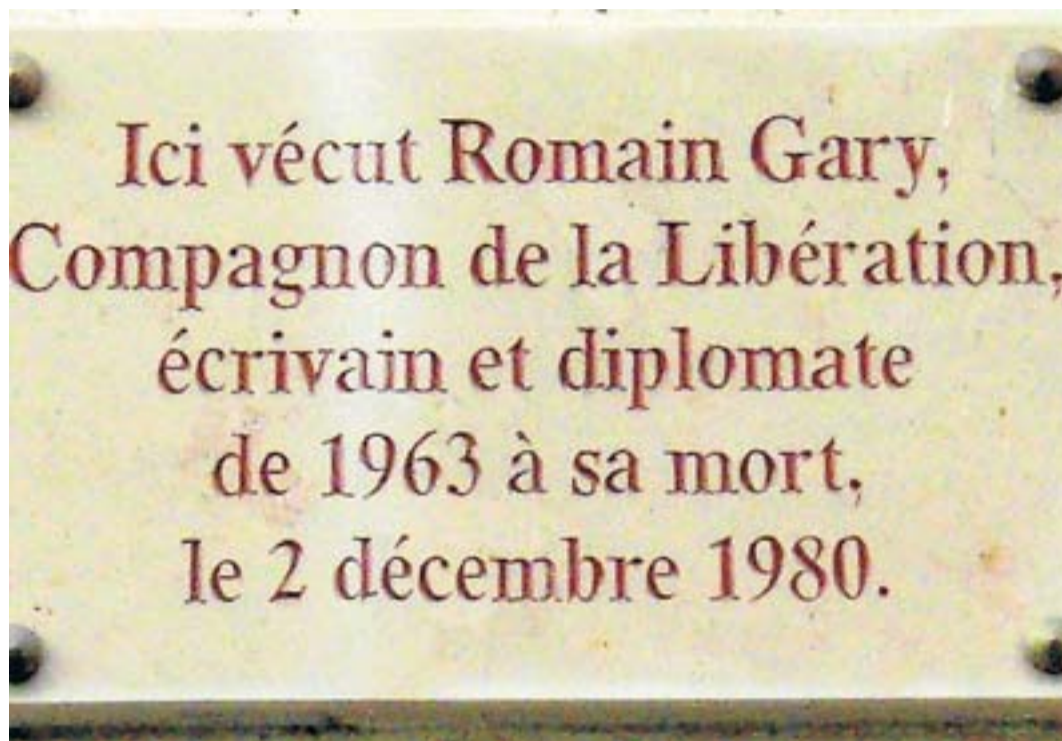 Ici vécut Romain Gary,
Compagnon de la Libération,
écrivain et diplomate
de 1963 à sa mort,
le 2 décembre 1980.